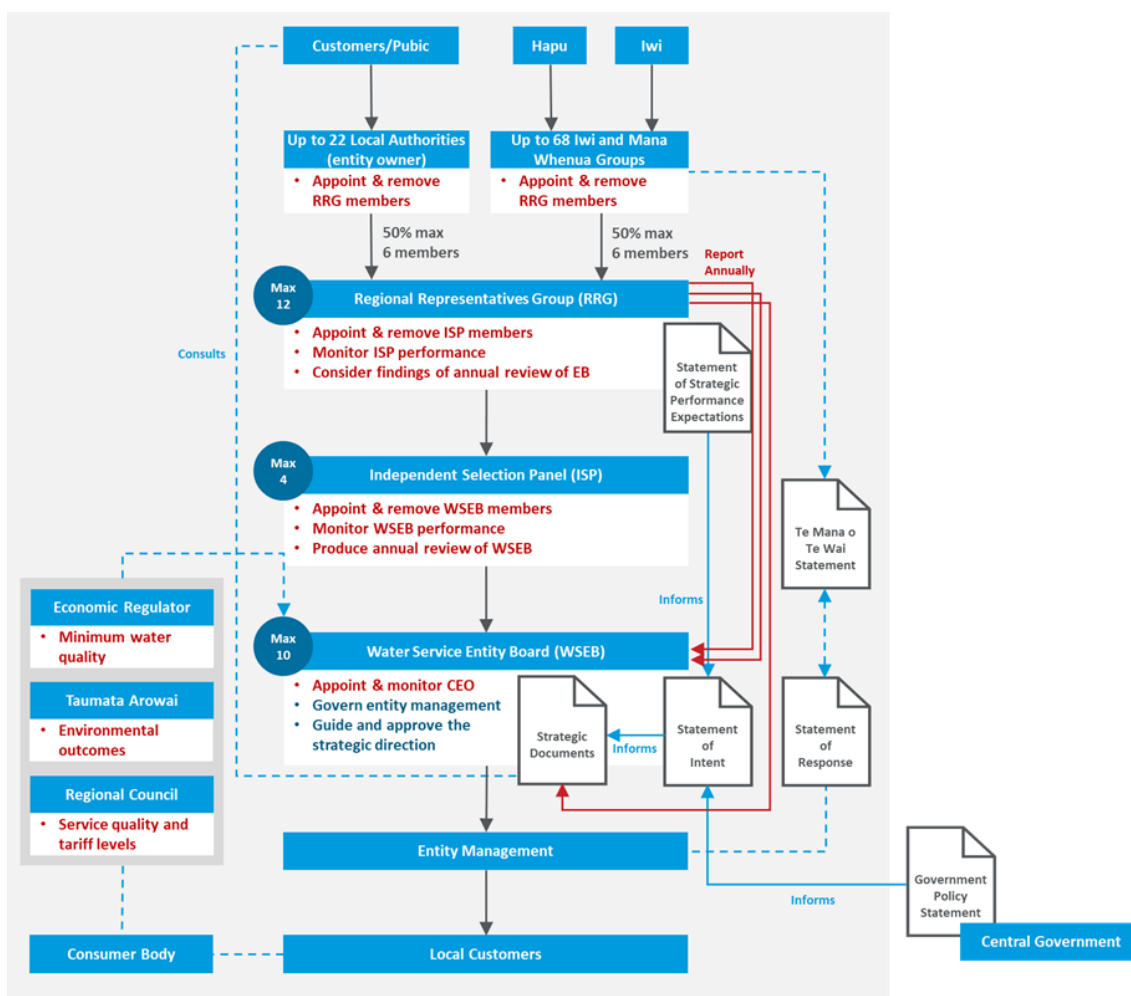 Customers/Pubic
Hapu
Iwi
Up to 22 Local Authorities
(entity owner)
• Appoint & remove
RRG members
Up to 68 Iwi and Mana
Whenua Groups
• Appoint & remove
RRG members
50% max
6 members
50% max
6 members
Report
Annually
Max
12
Regional Representatives Group (RRG)
• Appoint & remove ISP members
• Monitor ISP performance
• Consider findings of annual review of EB
Consults
Statement
of Strategic
Performance
Expectations
Max
4
Independent Selection Panel (ISP)
• Appoint & remove WSEB members
• Monitor WSEB performance
• Produce annual review of WSEB
Te Mana o
Te Wai
Statement
Informs
Economic Regulator
• Minimum water
quality
Taumata Arowai
• Environmental
outcomes
Regional Council
• Service quality and
tariff levels
Max
10
Water Service Entity Board (WSEB)
• Appoint & monitor CEO
• Govern entity management
• Guide and approve the
strategic direction
Strategic
Documents
Informs
Statement
of
Intent
Statement
of
Response
Entity Management
Informs
Government
Policy
Statement
Central Government
Consumer Body
Local Customers